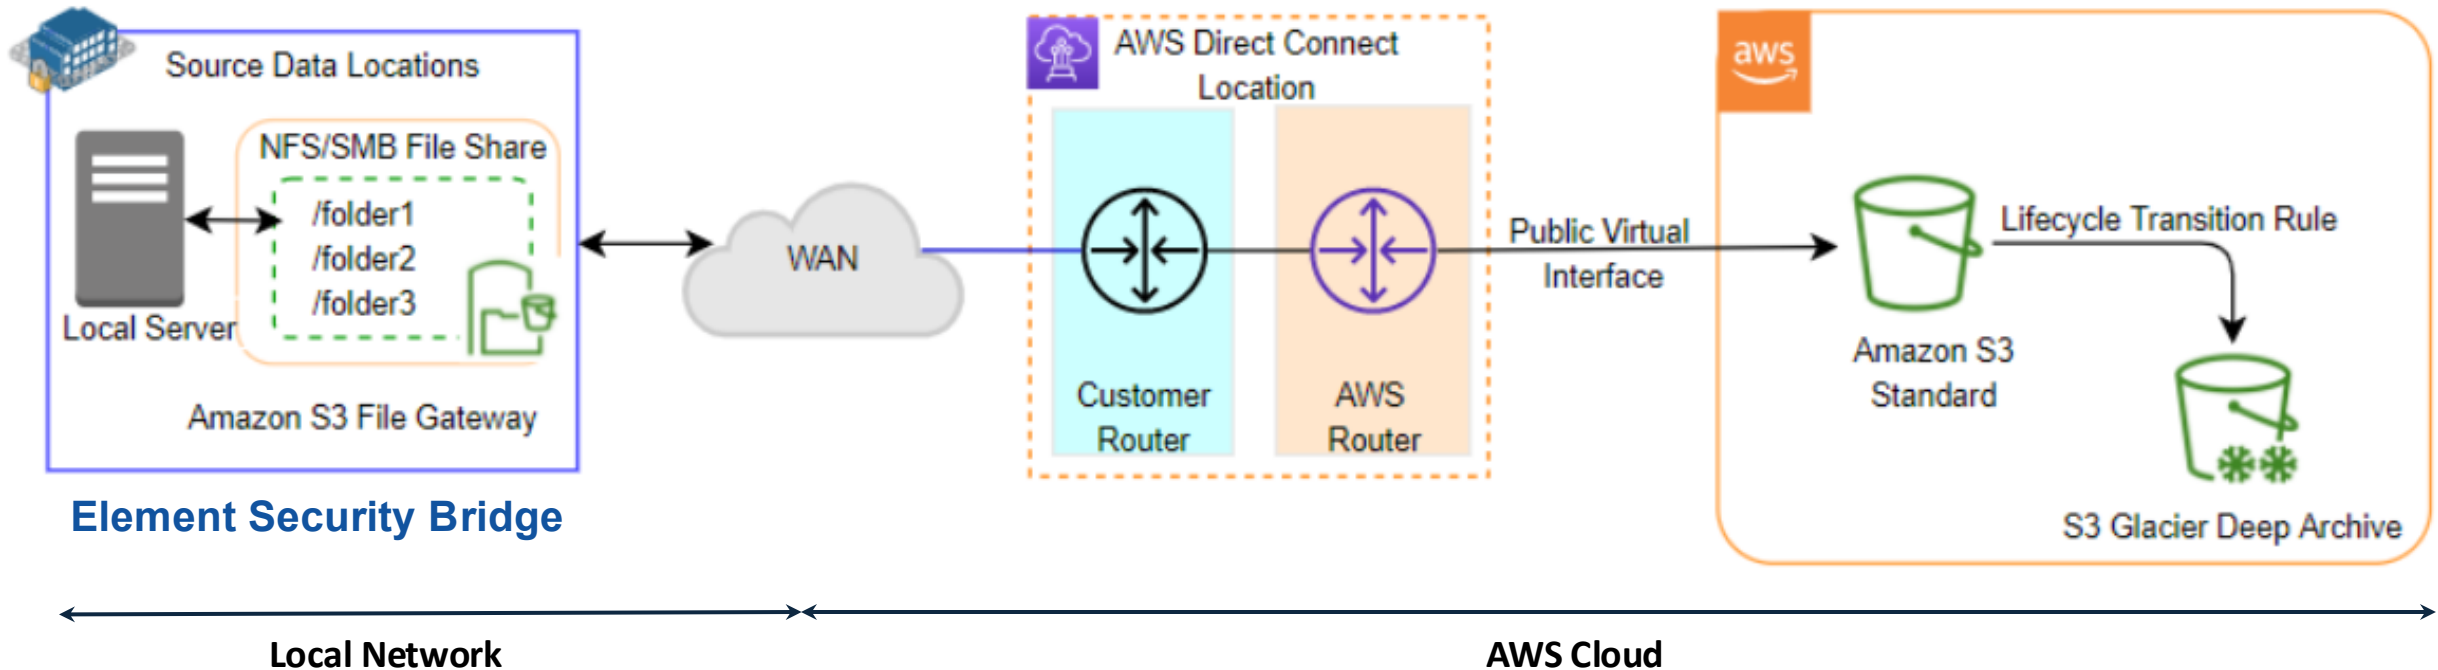 Source Data Locations
NFS/SMB File Share
/folder1
/folder2
/folder3
Local Server
Amazon S3 File Gateway
Element Security Bridge
WAN
AWS Direct Connect
Location
Customer
Router
AWS
Router
Public Virtual
Interface
aws
Lifecycle Transition Rule
Amazon S3
Standard
S3 Glacier Deep Archive
Local Network
AWS Cloud